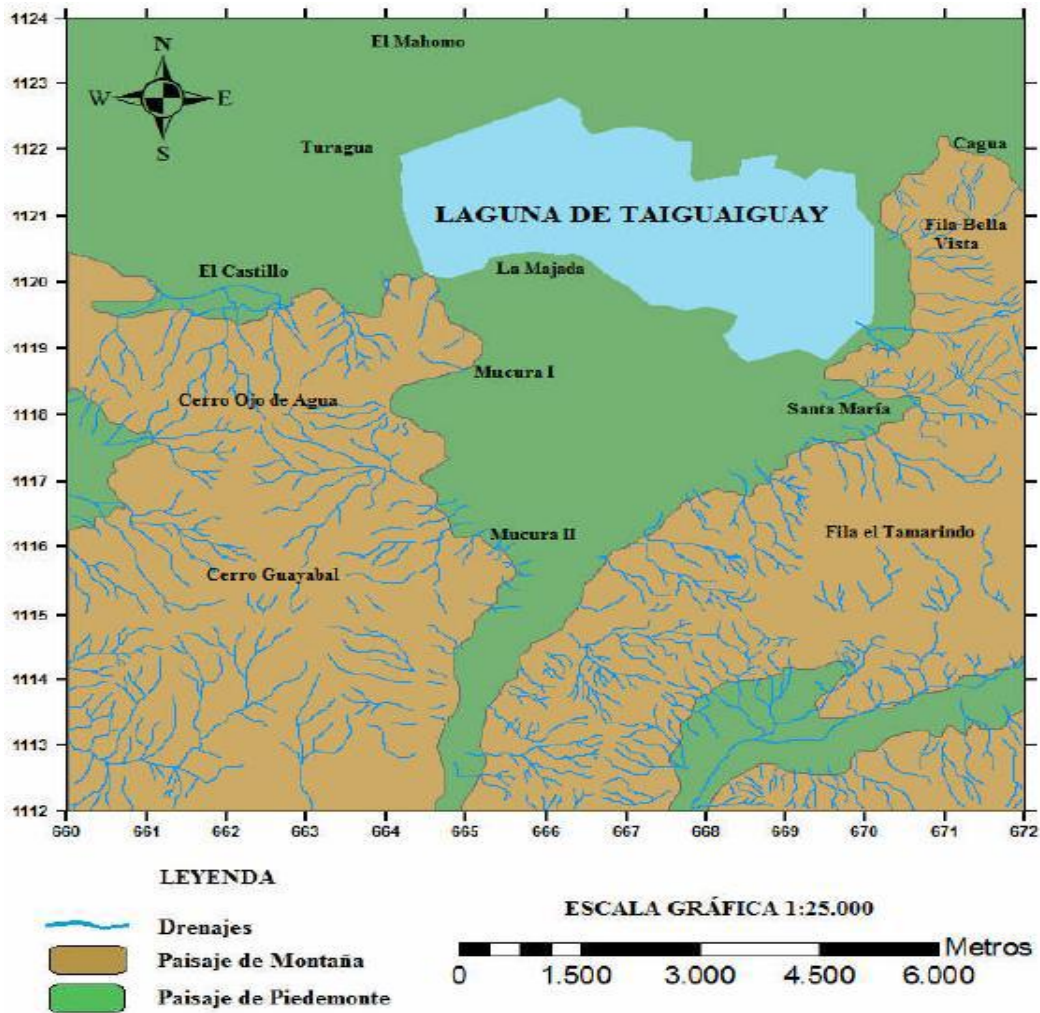 1124
El Mahomo
N
1123
W
E
S
1122
Turagua
Cagua
1121
LAGUNA DE TAIGUAIGUAY
Fila Bella
Vista
1120
El Castillo
La Majada
1119
Mucura I
Cerro Ojo de Agua
Santa María
1118
1117
Mucura II
Fila el Tamarindo
1116
Cerro Guayabal
1115
1114
1113
1112
660 661 662 663 664 665 666 667 668 669 670 671 672
LEYENDA
Drenajes
Paisaje de Montaña
Paisaje de Piedemonte
ESCALA GRÁFICA 1:25.000
Metros
0 1.500 3.000 4.500 6.000